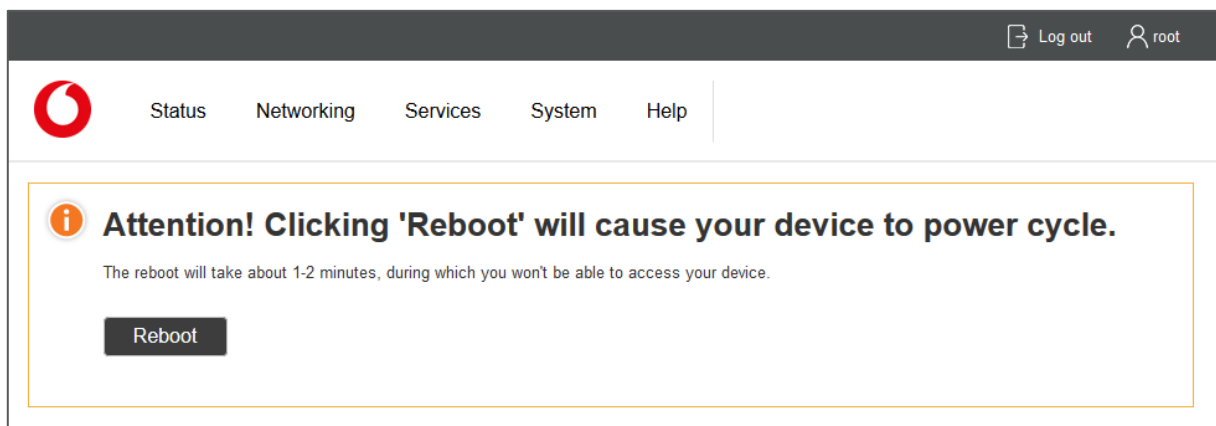 Log out root
Status Networking Services System Help
Attention! Clicking 'Reboot' will cause your device to power cycle.
The reboot will take about 1-2 minutes, during which you won't be able to access your device.
Reboot